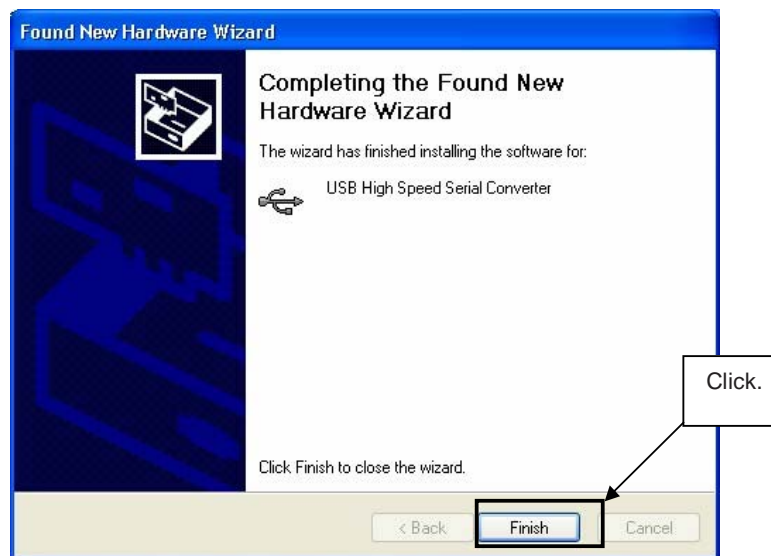 Found New Hardware Wizard
Completing the Found New
Hardware Wizard
The wizard has finished installing the software for:
USB High Speed Serial Converter
Click.
Click Finish to close the wizard.
< Back
Finish
Cancel